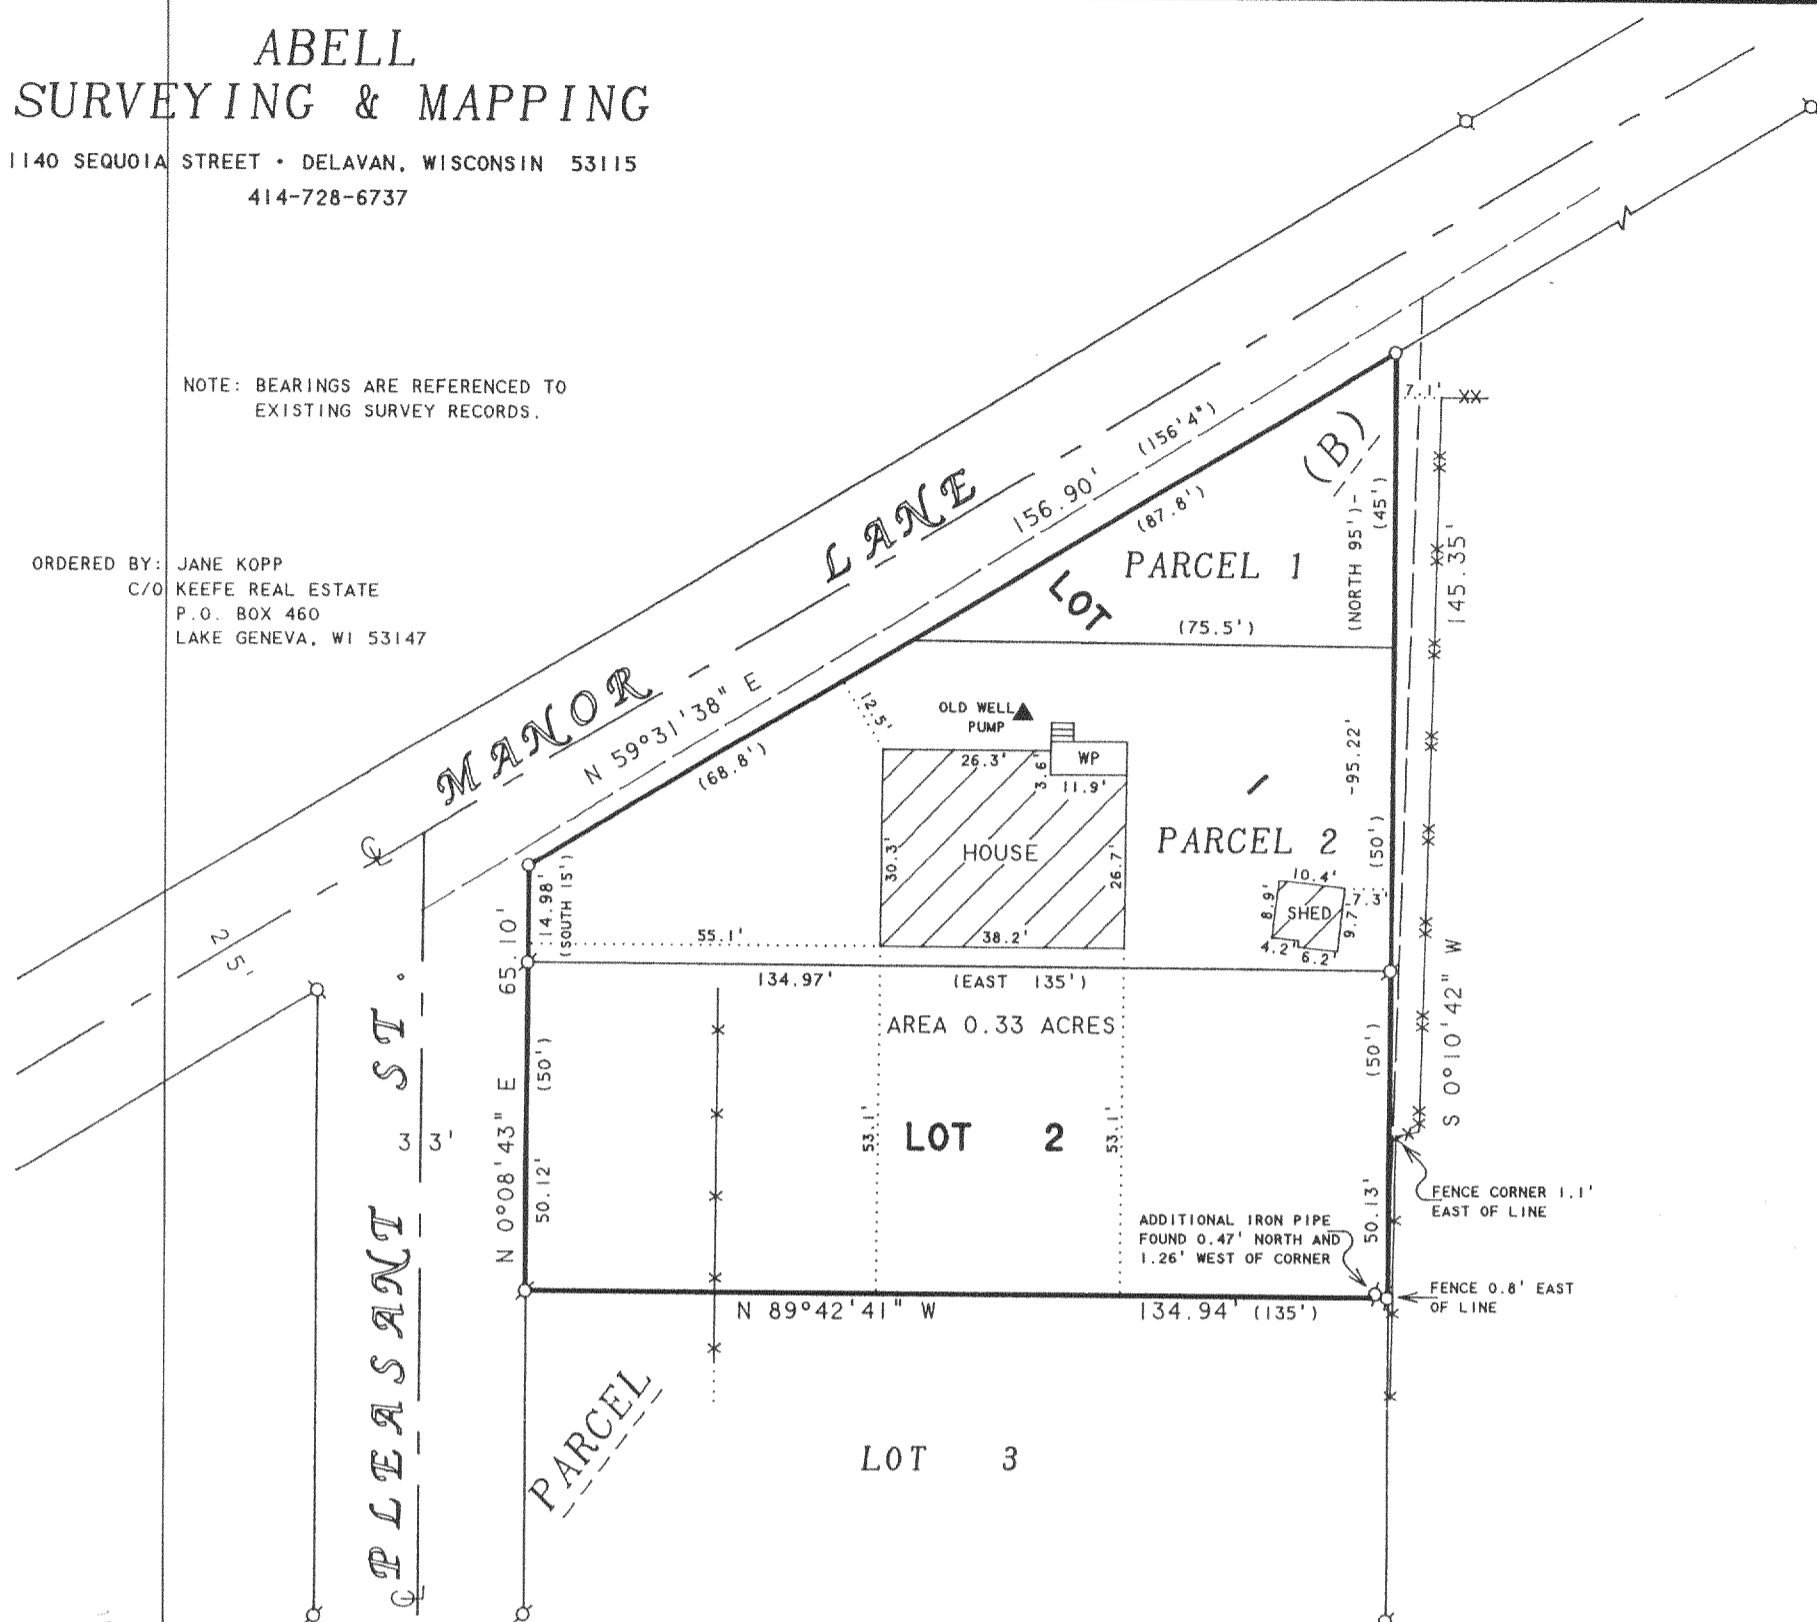 ABELL
SURVEYING & MAPPING
1140 SEQUOIA STREET • DELAVAN, WISCONSIN 53115
414-728-6737
NOTE: BEARINGS ARE REFERENCED TO
EXISTING SURVEY RECORDS.
ORDERED BY: JANE KOPP
C/O KEEFE REAL ESTATE
P.O. BOX 460
LAKE GENEVA, WI 53147
MANOR LANE
N 59°31'38" E
156.90' (156'4")
(68.8')
(87.8')
25'
(B)
7.1'
(45')
(NORTH 95')-
-95.22'
145.35'
PARCEL 1
LOT
(75.5')
12.5'
OLD WELL
PUMP
26.3'
3.6'
WP
11.9'
30.3'
HOUSE
26.7'
38.2'
1
PARCEL 2
(50')
10.4'
8.9'
SHED
9.7'
7.3'
4.2'
6.2'
14.98'
(SOUTH 15')
65.10'
55.1'
134.97' (EAST 135')
AREA 0.33 ACRES
PLEASANT ST.
33'
N 0°08'43" E
(50')
50.12'
53.1'
LOT 2
53.1'
(50')
50.13'
S 0°10'42" W
FENCE CORNER 1.1'
EAST OF LINE
ADDITIONAL IRON PIPE
FOUND 0.47' NORTH AND
1.26' WEST OF CORNER
FENCE 0.8' EAST
OF LINE
N 89°42'41" W
134.94' (135')
PARCEL
LOT 3